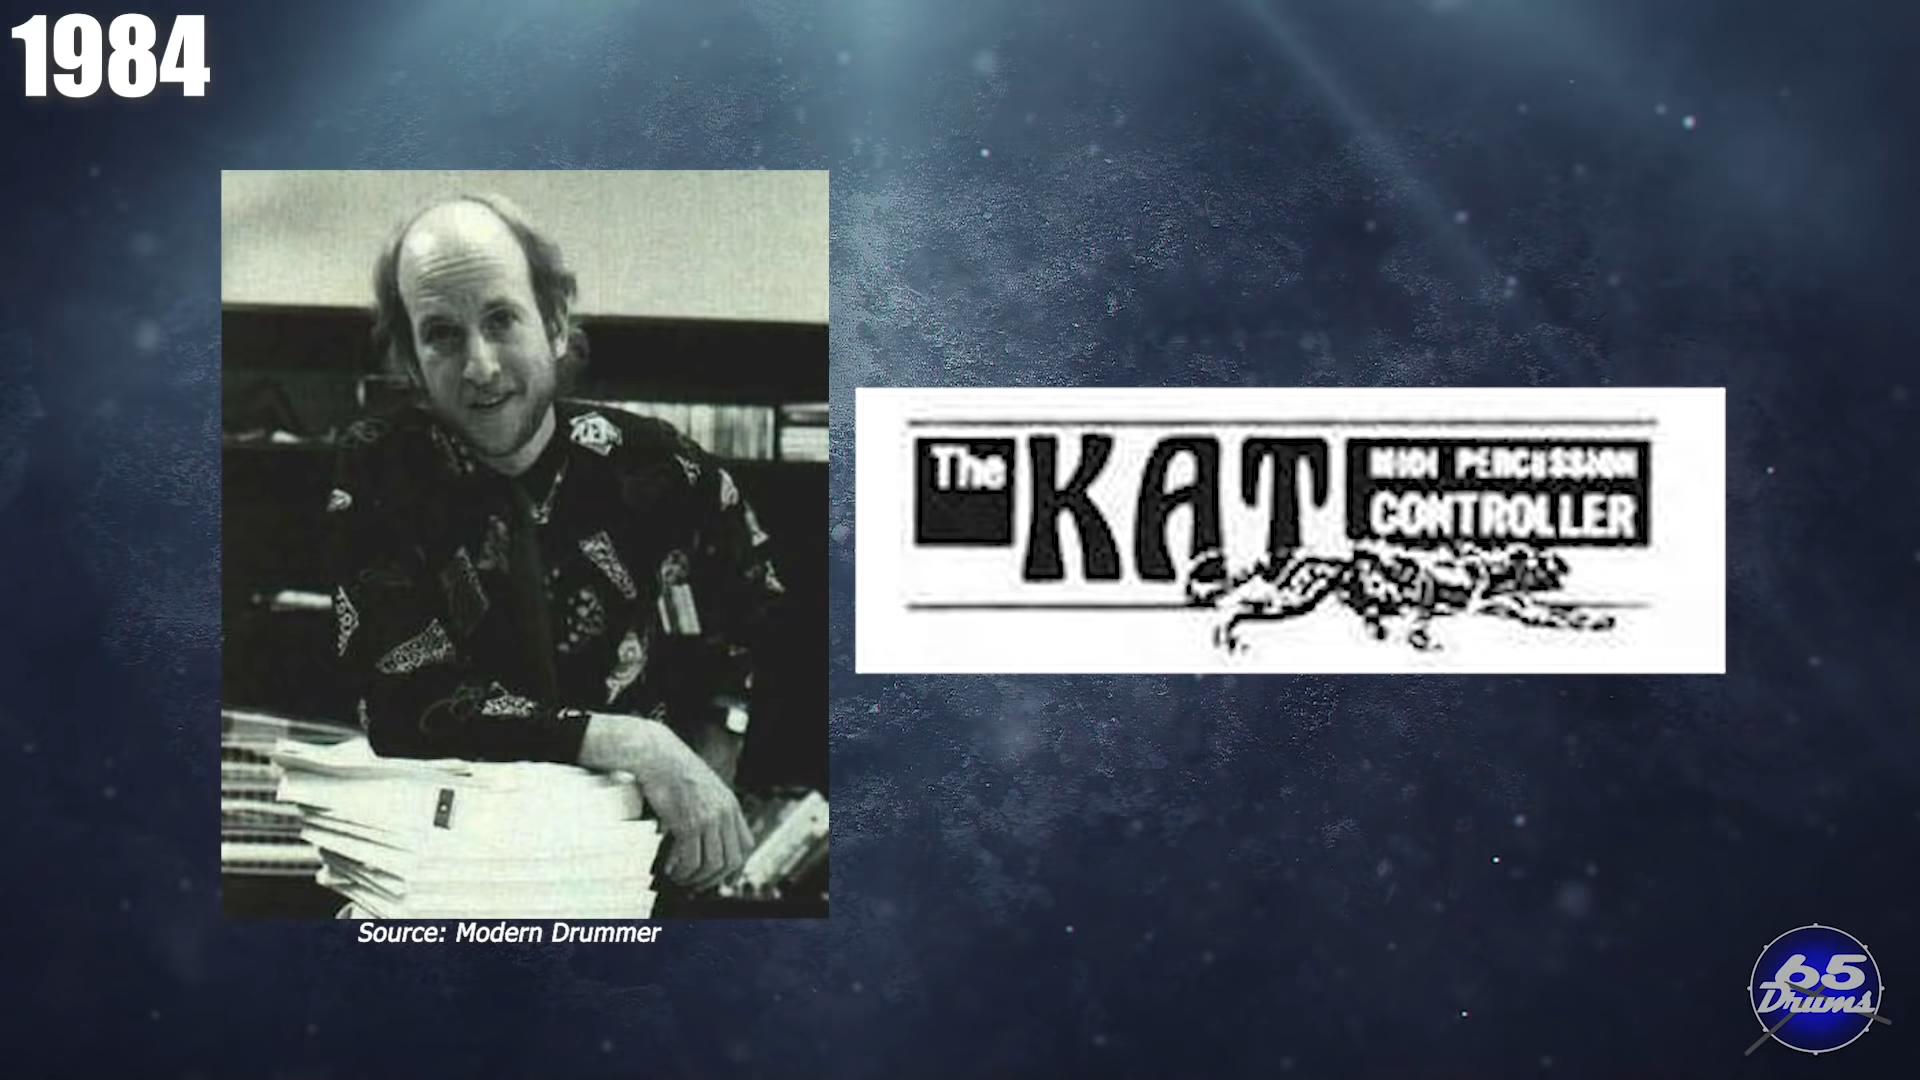 1984
The KAT MIDI PERCUSSION
CONTROLLER
Source: Modern Drummer
65
Drums